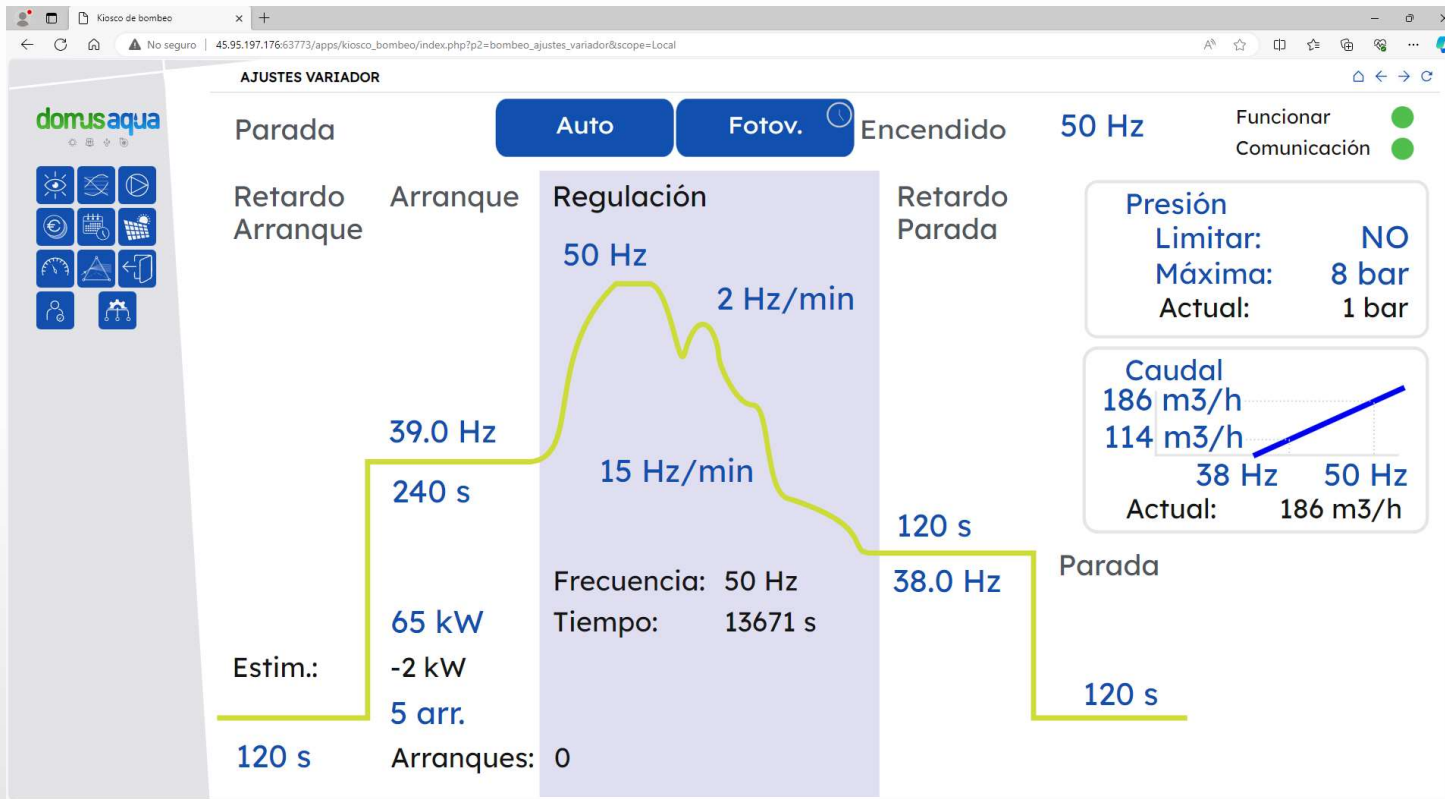 Kiosco de bombeo
No seguro
45.95.197.176:63773/apps/kiosco_bombeo/index.php?p2=bombeo_ajustes_variador&scope=Local
AJUSTES VARIADOR
domusaqua
Parada
Auto
Fotov.
Encendido
50 Hz
Funcionar
Comunicación
Retardo
Arranque
Arranque
Regulación
Retardo
Parada
50 Hz
2 Hz/min
39.0 Hz
240 s
15 Hz/min
120 s
38.0 Hz
Frecuencia: 50 Hz
Tiempo: 13671 s
65 kW
Estim.: -2 kW
5 arr.
120 s
Arranques: 0
Parada
120 s
Presión
Limitar: NO
Máxima: 8 bar
Actual: 1 bar
Caudal
186 m3/h
114 m3/h
38 Hz 50 Hz
Actual: 186 m3/h